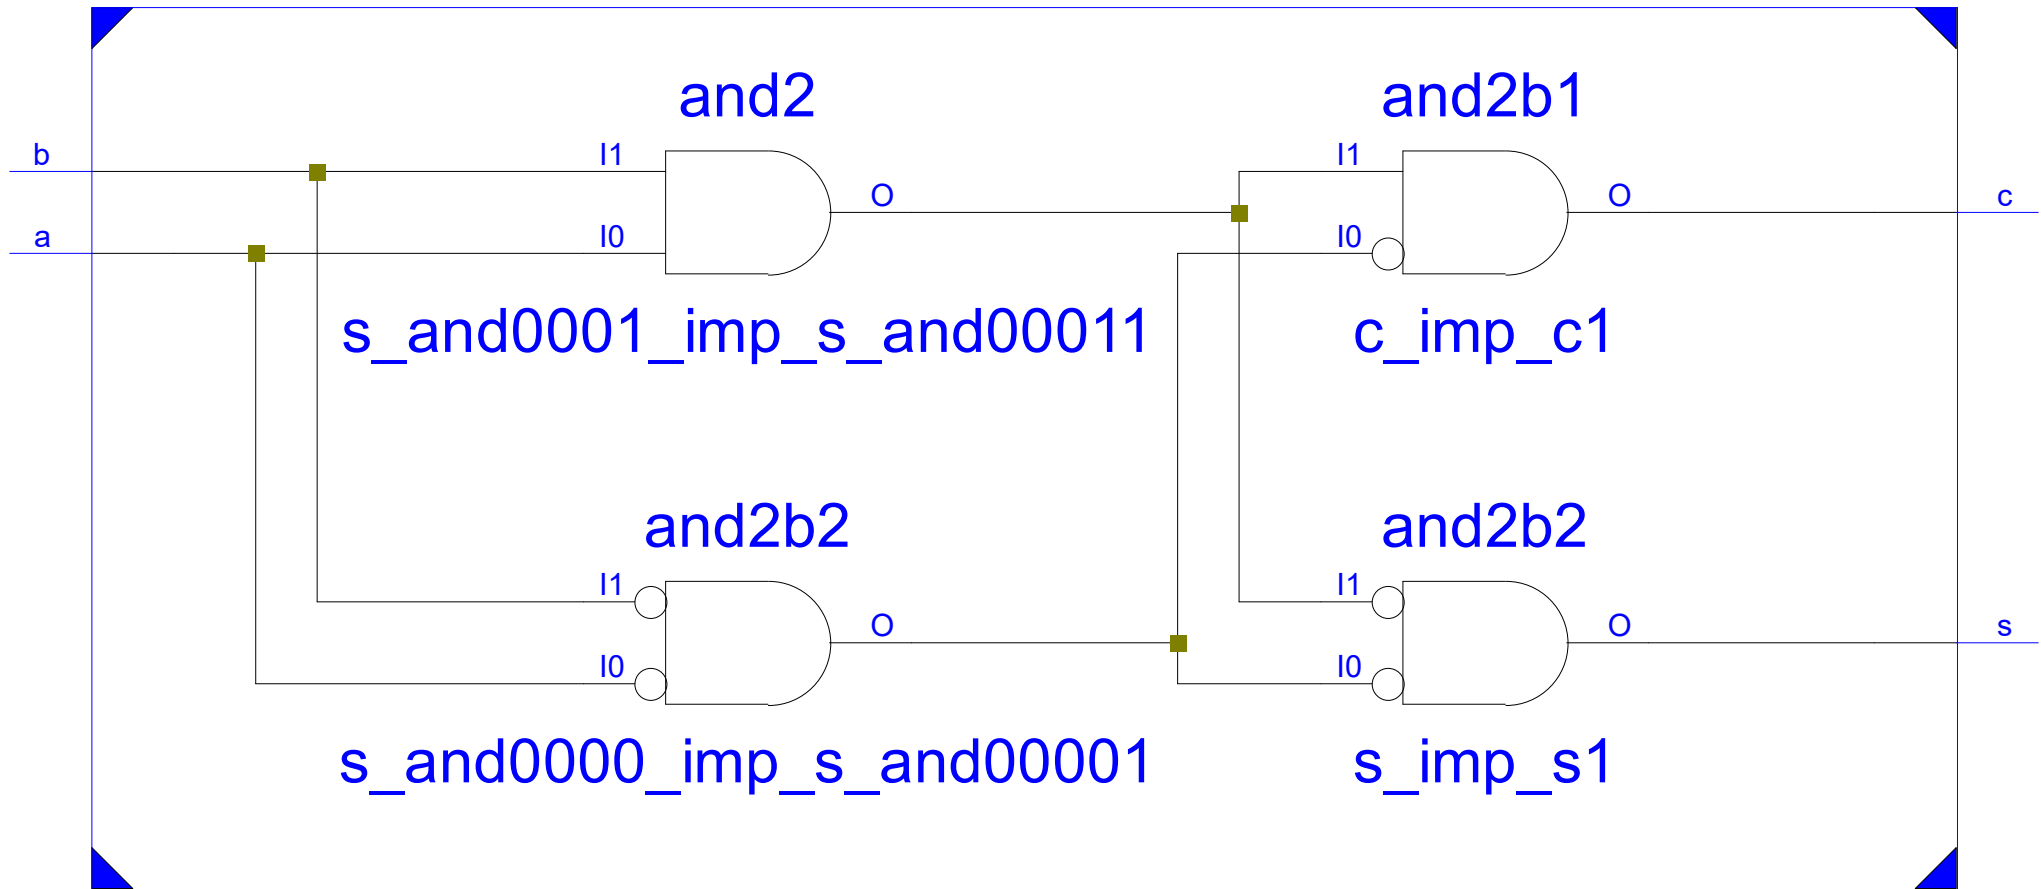 and2 and2b1
b I1 O I1 O c
a I0 I0
s_and0001_imp_s_and00011 c_imp_c1
and2b2 and2b2
I1 O I1 O s
I0 I0
s_and0000_imp_s_and00001 s_imp_s1